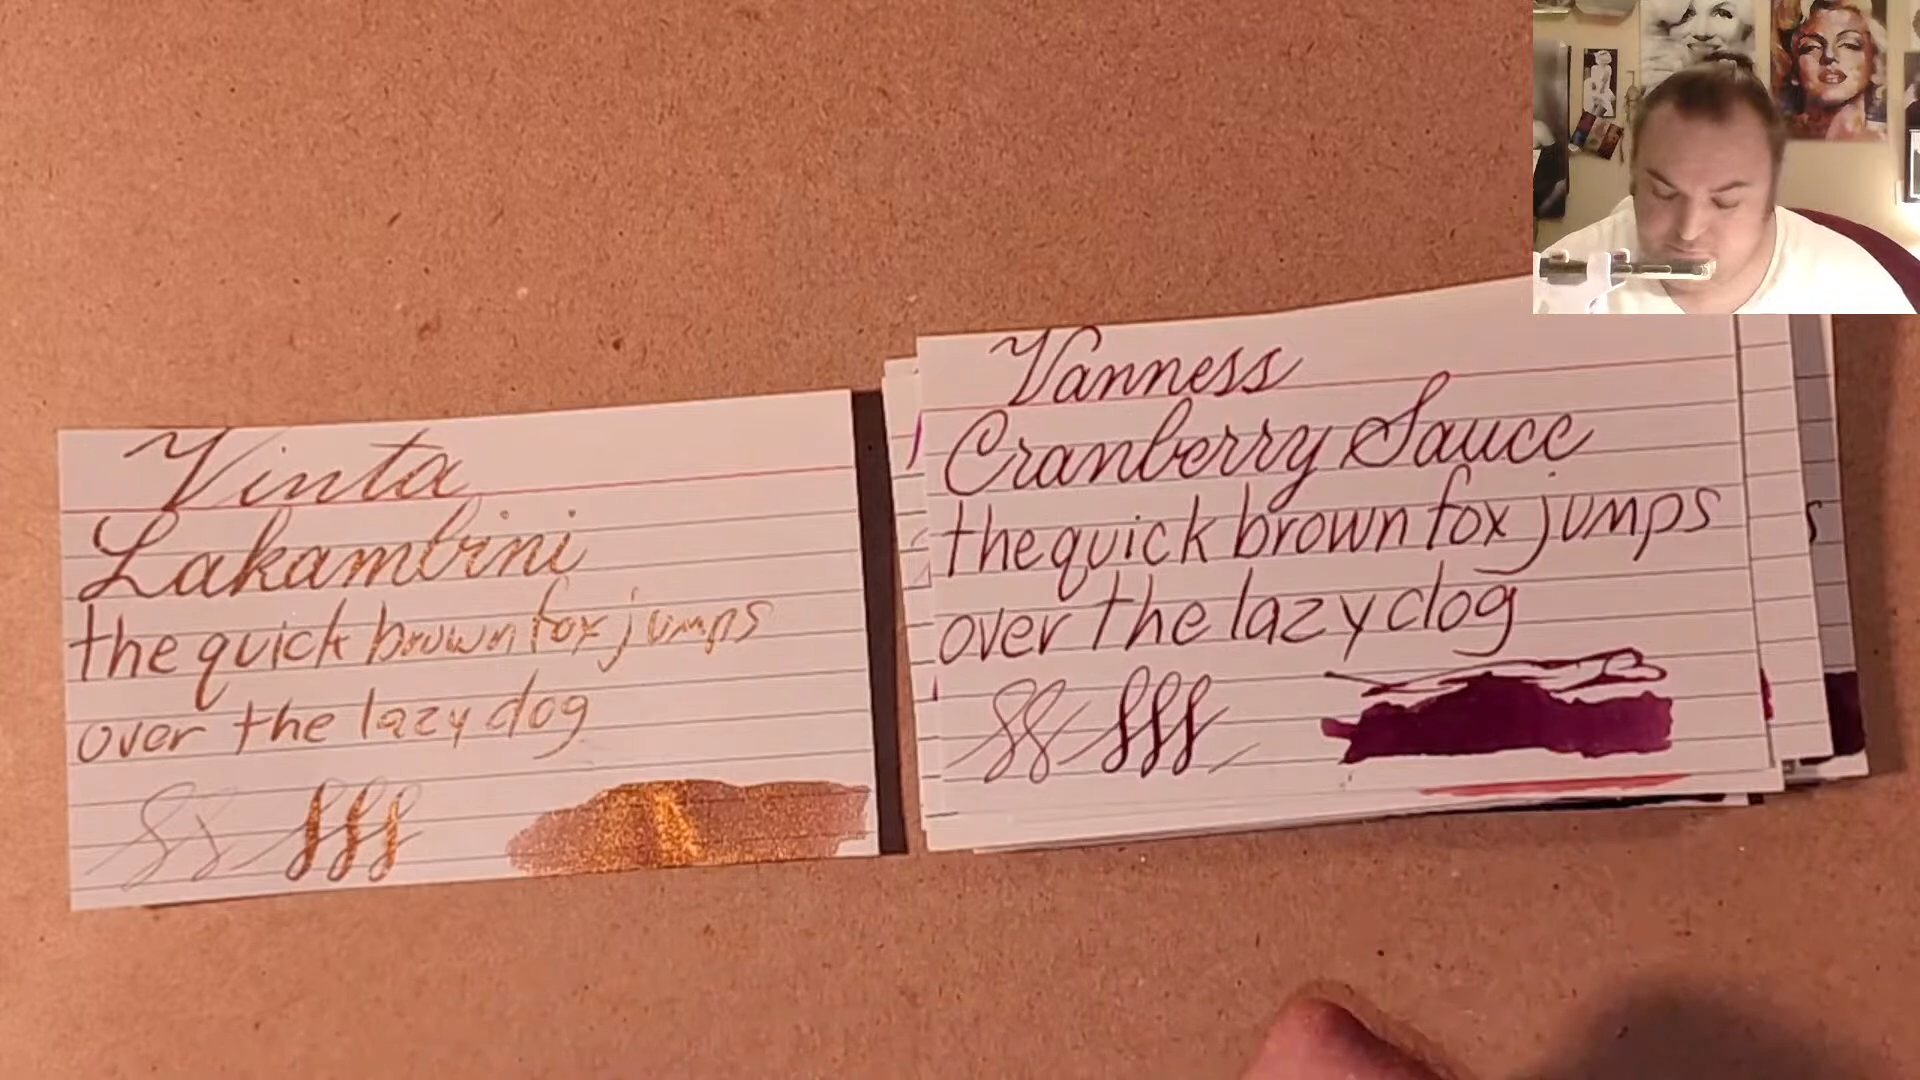 Vinta
Lakambini
the quick brown fox jumps
over the lazy dog
Vanness
Cranberry Sauce
the quick brown fox jumps
over the lazy dog